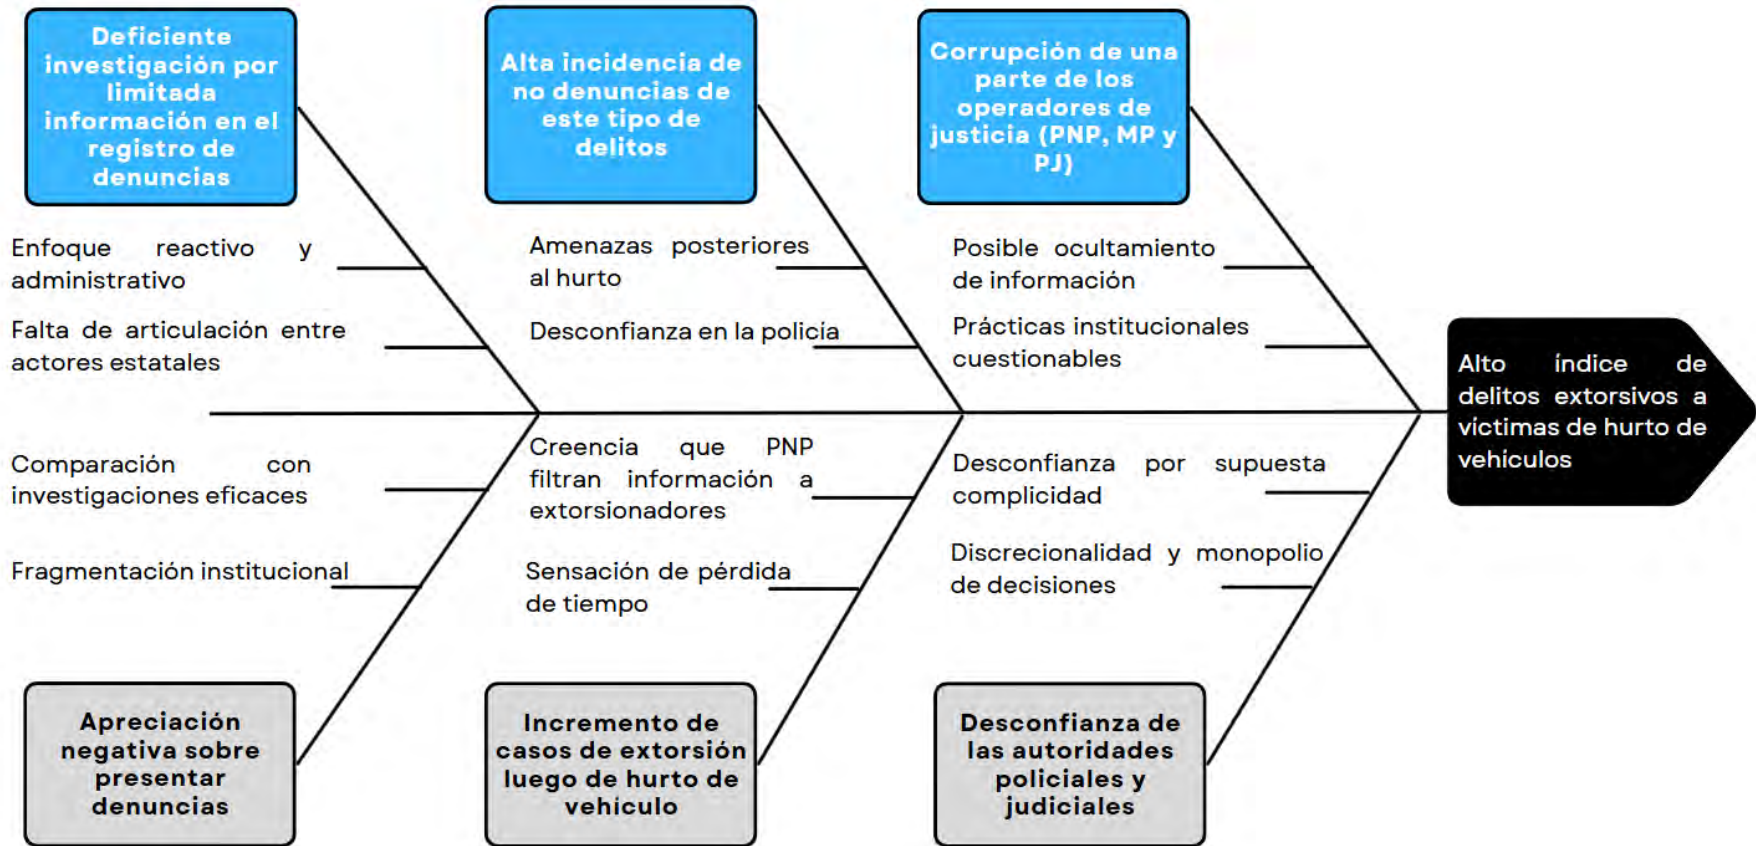 Deficiente
investigación por
limitada
información en el
registro de
denuncias
Alta incidencia de
no denuncias de
este tipo de
delitos
Corrupción de una
parte de los
operadores de
justicia (PNP, MP y
PJ)
Enfoque reactivo y
administrativo
Falta de articulación entre
actores estatales
Amenazas posteriores
al hurto
Desconfianza en la policía
Posible ocultamiento
de información
Prácticas institucionales
cuestionables
Alto índice de
delitos extorsivos a
víctimas de hurto de
vehículos
Comparación con
investigaciones eficaces
Fragmentación institucional
Creencia que PNP
filtran información a
extorsionadores
Sensación de pérdida
de tiempo
Desconfianza por supuesta
complicidad
Discrecionalidad y monopolio
de decisiones
Apreciación
negativa sobre
presentar
denuncias
Incremento de
casos de extorsión
luego de hurto de
vehículo
Desconfianza de
las autoridades
policiales y
judiciales